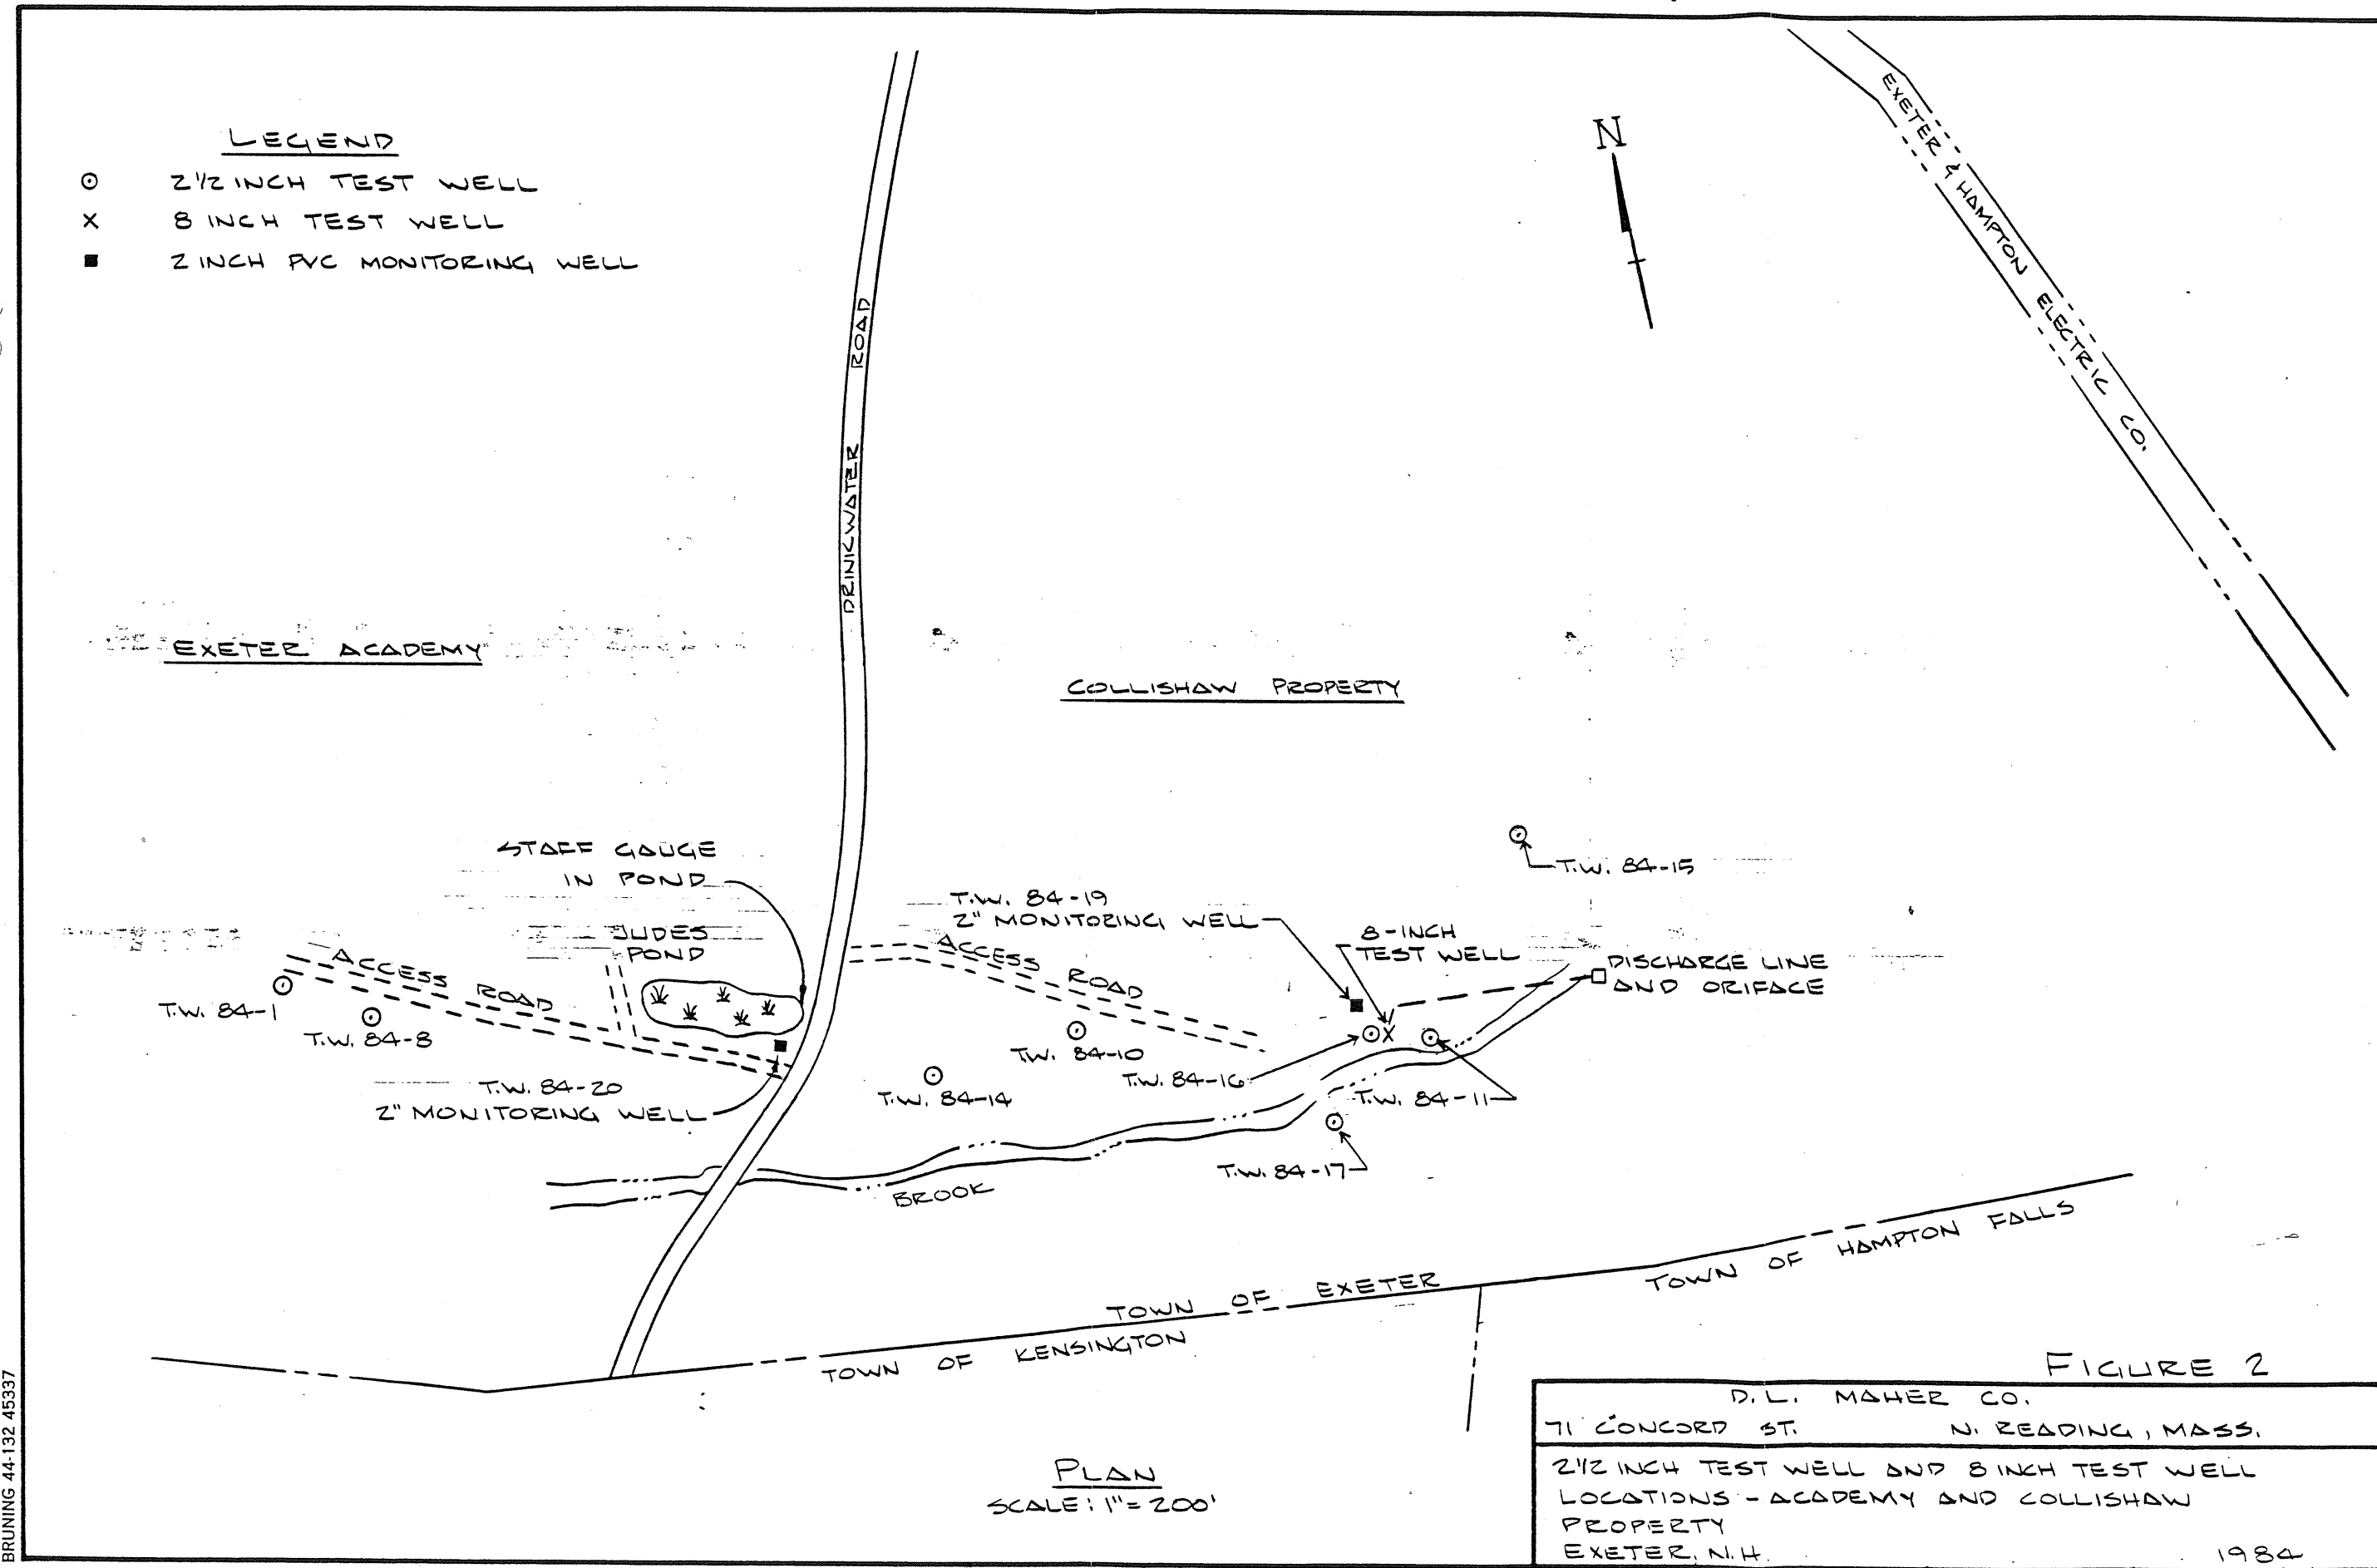 LEGEND
2 1/2 INCH TEST WELL
X 8 INCH TEST WELL
2 INCH PVC MONITORING WELL
N
EXETER & HAMPTON ELECTRIC CO.
DRINKWATER ROAD
EXETER ACADEMY
COLLISHAW PROPERTY
STAFF GAUGE
IN POND
JUDES
POND
ACCESS ROAD
T.W. 84-1
T.W. 84-8
T.W. 84-20
2" MONITORING WELL
T.W. 84-19
2" MONITORING WELL
ACCESS ROAD
8-INCH
TEST WELL
X
T.W. 84-15
DISCHARGE LINE
AND ORIFACE
T.W. 84-10
T.W. 84-14
T.W. 84-16
T.W. 84-11
T.W. 84-17
BROOK
TOWN OF EXETER
TOWN OF KENSINGTON
TOWN OF HAMPTON FALLS
PLAN
SCALE: 1" = 200'
FIGURE 2
D.L. MAHER CO.
71 CONCORD ST. N. READING, MASS.
2 1/2 INCH TEST WELL AND 8 INCH TEST WELL
LOCATIONS - ACADEMY AND COLLISHAW
PROPERTY
EXETER, N.H. 1984
BRUNING 44-132 45337